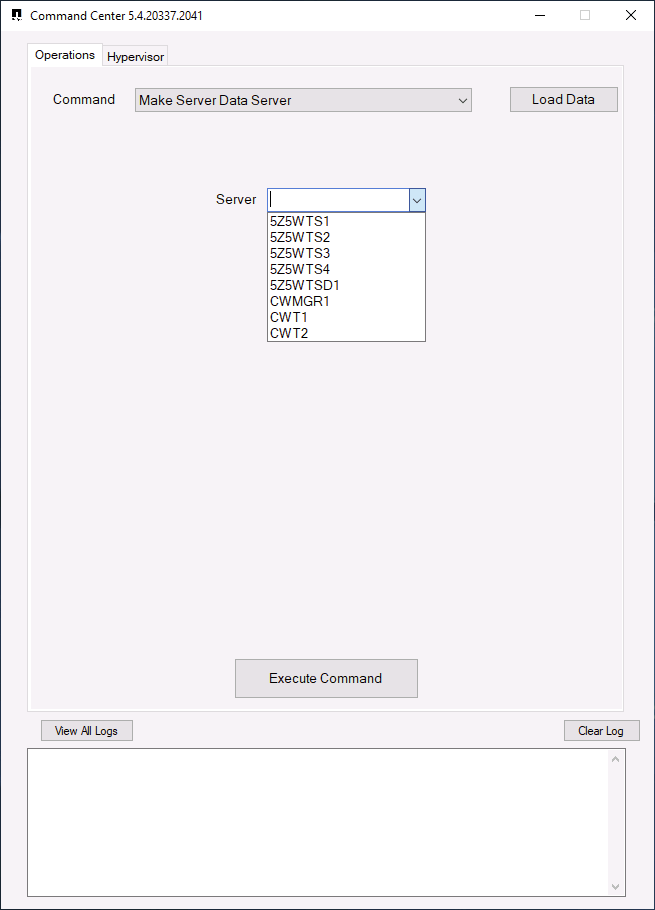 Command Center 5.4.20337.2041
Operations
Hypervisor
Command
Make Server Data Server
Load Data
Server
5Z5WTS1
5Z5WTS2
5Z5WTS3
5Z5WTS4
5Z5WTSD1
CWMGR1
CWT1
CWT2
Execute Command
View All Logs
Clear Log